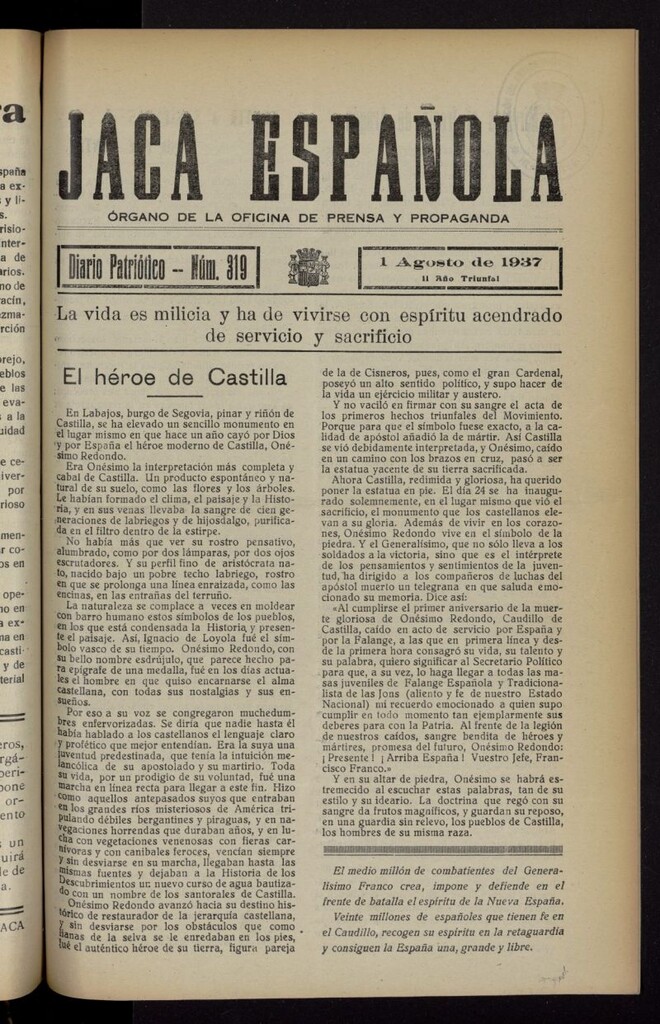 JACA ESPAÑOLA
ÓRGANO DE LA OFICINA DE PRENSA Y PROPAGANDA
Diario Patriótico -- Núm. 319
1 Agosto de 1937
II Año Triunfal
La vida es milicia y ha de vivirse con espíritu acendrado
de servicio y sacrificio
El héroe de Castilla
En Labajos, burgo de Segovia, pinar y riñón de
Castilla, se ha elevado un sencillo monumento en
el lugar mismo en que hace un año cayó por Dios
y por España el héroe moderno de Castilla, Oné-
simo Redondo.
Era Onésimo la interpretación más completa y
cabal de Castilla. Un producto espontáneo y na-
tural de su suelo, como las flores y los árboles.
Le habían formado el clima, el paisaje y la Histo-
ria, y en sus venas llevaba la sangre de cien ge-
neraciones de labriegos y de hijosdalgo, purifica-
da en el filtro dentro de la estirpe.
No había más que ver su rostro pensativo,
alumbrado, como por dos lámparas, por dos ojos
escrutadores. Y su perfil fino de aristócrata na-
to, nacido bajo un pobre techo labriego, rostro
en que se prolonga una línea enraizada, como las
encinas, en las entrañas del terruño.
La naturaleza se complace a veces en moldear
con barro humano estos símbolos de los pueblos,
en los que está condensada la Historia y presen-
te el paisaje. Así, Ignacio de Loyola fué el sím-
bolo vasco de su tiempo. Onésimo Redondo, con
su bello nombre esdrújulo, que parece hecho pa-
ra epígrafe de una medalla, fué en los días actua-
les el hombre en que quiso encarnarse el alma
castellana, con todas sus nostalgias y sus en-
sueños.
Por eso a su voz se congregaron muchedum-
bres enfervorizadas. Se diría que nadie hasta él
había hablado a los castellanos el lenguaje claro
y profético que mejor entendían. Era la suya una
juventud predestinada, que tenía la intuición me-
lancólica de su apostolado y su martirio. Toda
su vida, por un prodigio de su voluntad, fué una
marcha en línea recta para llegar a este fin. Hizo
como aquellos antepasados suyos que entraban
en los grandes ríos misteriosos de América tri-
pulando débiles bergantines y piraguas, y en na-
vegaciones horrendas que duraban años, y en lu-
cha con vegetaciones venenosas con fieras car-
nívoras y con caníbales feroces, vencían siempre
y sin desviarse en su marcha, llegaban hasta las
mismas fuentes y dejaban a la Historia de los
Descubrimientos un nuevo curso de agua bautiza-
do con un nombre de los santorales de Castilla.
Onésimo Redondo avanzó hacia su destino his-
tórico de restaurador de la jerarquía castellana,
y sin desviarse por los obstáculos que como
lianas de la selva se le enredaban en los pies,
fué el auténtico héroe de su tierra, figura pareja
de la de Cisneros, pues, como el gran Cardenal,
poseyó un alto sentido político, y supo hacer de
la vida un ejército militar y austero.
Y no vaciló en firmar con su sangre el acta de
los primeros hechos triunfales del Movimiento.
Porque para que el símbolo fuese exacto, a la ca-
lidad de apóstol añadió la de mártir. Así Castilla
se vió debidamente interpretada, y Onésimo, caído
en un camino con los brazos en cruz, pasó a ser
la estatua yacente de su tierra sacrificada.
Ahora Castilla, redimida y gloriosa, ha querido
poner la estatua en pie. El día 24 se ha inaugu-
rado solemnemente, en el lugar mismo que vió el
sacrificio, el monumento que los castellanos ele-
van a su gloria. Además de vivir en los corazo-
nes, Onésimo Redondo vive en el símbolo de la
piedra. Y el Generalísimo, que no sólo lleva a los
soldados a la victoria, sino que es el intérprete
de los pensamientos y sentimientos de la juven-
tud, ha dirigido a los compañeros de luchas del
apóstol muerto un telegrama en que saluda emo-
cionado su memoria. Dice así:
«Al cumplirse el primer aniversario de la muer-
te gloriosa de Onésimo Redondo, Caudillo de
Castilla, caído en acto de servicio por España y
por la Falange, a las que en primera línea y des-
de la primera hora consagró su vida, su talento y
su palabra, quiero significar al Secretario Político
para que, a su vez, lo haga llegar a todas las ma-
sas juveniles de Falange Española y Tradiciona-
lista de las Jons (aliento y fe de nuestro Estado
Nacional) mi recuerdo emocionado a quien supo
cumplir en todo momento tan ejemplarmente sus
deberes para con la Patria. Al frente de la legión
de nuestros caídos, sangre bendita de héroes y
mártires, promesa del futuro, Onésimo Redondo:
¡Presente! ¡Arriba España! Vuestro Jefe, Fran-
cisco Franco.»
Y en su altar de piedra, Onésimo se habrá es-
tremecido al escuchar estas palabras, tan de su
estilo y su ideario. La doctrina que regó con su
sangre da frutos magníficos, y guardan su reposo,
en una guardia sin relevo, los pueblos de Castilla,
los hombres de su misma raza.
El medio millón de combatientes del Genera-
lísimo Franco crea, impone y defiende en el
frente de batalla el espíritu de la Nueva España.
Veinte millones de españoles que tienen fe en
el Caudillo, recogen su espíritu en la retaguardia
y consiguen la España una, grande y libre.